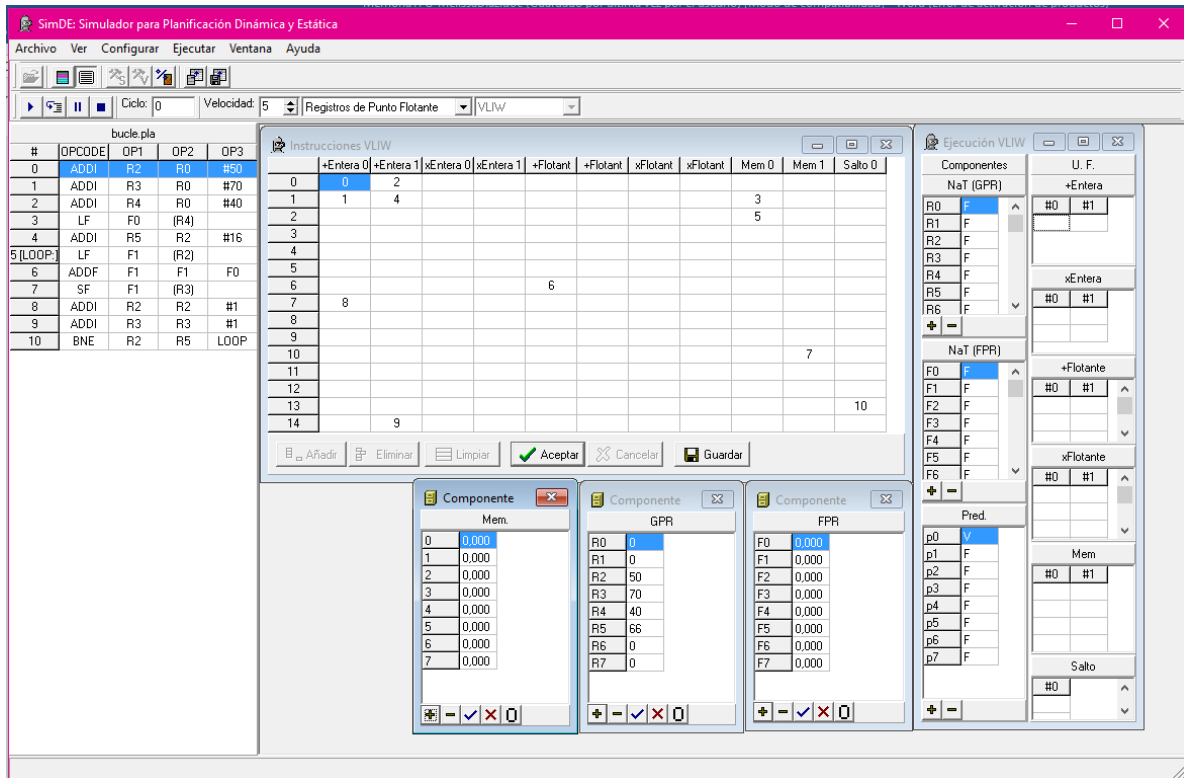 SimDE: Simulador para Planificación Dinámica y Estática
Archivo Ver Configurar Ejecutar Ventana Ayuda
Ciclo: 0 Velocidad: 5 Registros de Punto Flotante VLIW
bucle.pla
# OPCODE OP1 OP2 OP3
0 ADDI R2 R0 #50
1 ADDI R3 R0 #70
2 ADDI R4 R0 #40
3 LF F0 (R4)
4 ADDI R5 R2 #16
5 [LOOP:] LF F1 (R2)
6 ADDF F1 F1 F0
7 SF F1 (R3)
8 ADDI R2 R2 #1
9 ADDI R3 R3 #1
10 BNE R2 R5 LOOP
Instrucciones VLIW
+Entera 0 +Entera 1 xEntera 0 xEntera 1 +Flotant +Flotant xFlotant xFlotant Mem 0 Mem 1 Salto 0
0 0 2
1 1 4 3
2 5
3
4
5
6 6
7 8
8
9
10 7
11
12
13 10
14 9
Añadir Eliminar Limpiar Aceptar Cancelar Guardar
Componente
Mem.
0 0,000
1 0,000
2 0,000
3 0,000
4 0,000
5 0,000
6 0,000
7 0,000
Componente
GPR
R0 0
R1 0
R2 50
R3 70
R4 40
R5 66
R6 0
R7 0
Componente
FPR
F0 0,000
F1 0,000
F2 0,000
F3 0,000
F4 0,000
F5 0,000
F6 0,000
F7 0,000
Ejecución VLIW
Componentes
NaT (GPR)
R0 F
R1 F
R2 F
R3 F
R4 F
R5 F
R6 F
NaT (FPR)
F0 F
F1 F
F2 F
F3 F
F4 F
F5 F
F6 F
Pred.
p0 V
p1 F
p2 F
p3 F
p4 F
p5 F
p6 F
p7 F
U. F.
+Entera
#0 #1
xEntera
#0 #1
+Flotante
#0 #1
xFlotante
#0 #1
Mem
#0 #1
Salto
#0